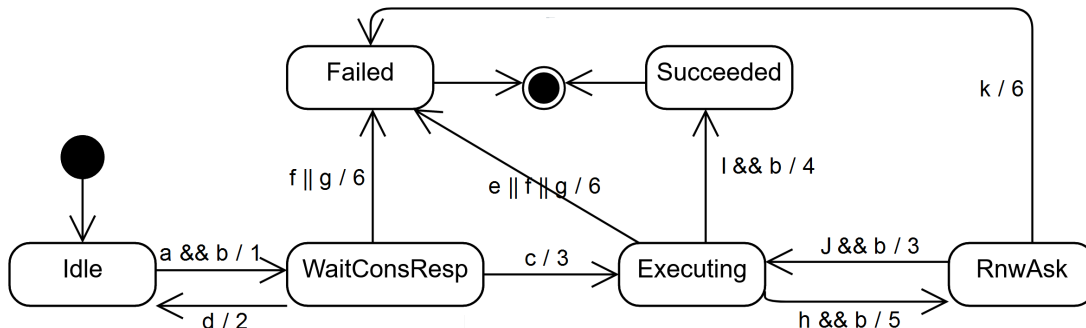 Failed
Succeeded
k / 6
f || g / 6
e || f || g / 6
l && b / 4
Idle
a && b / 1
WaitConsResp
c / 3
Executing
J && b / 3
RnwAsk
d / 2
h && b / 5